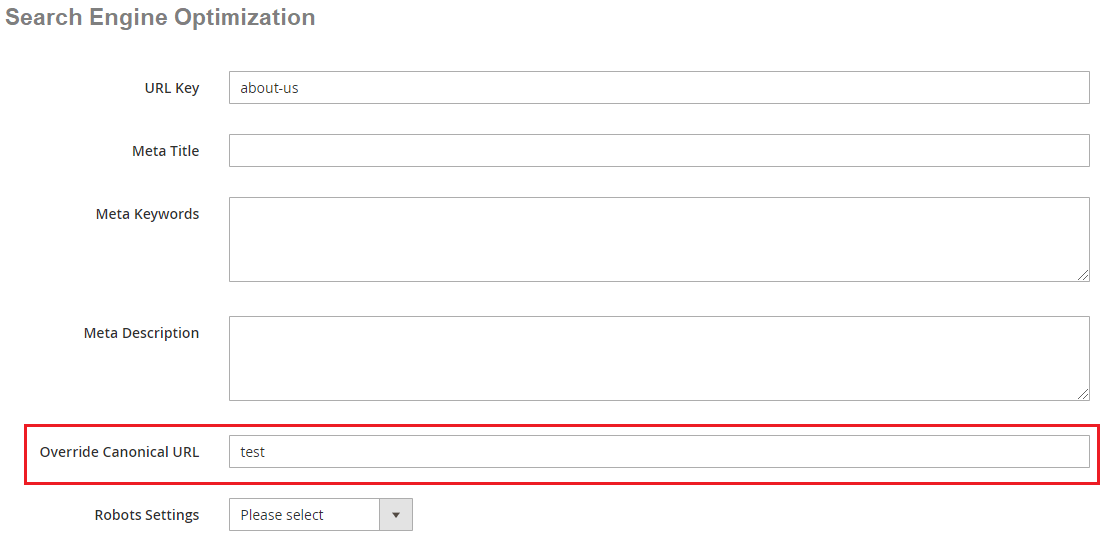 Search Engine Optimization
URL Key about-us
Meta Title
Meta Keywords
Meta Description
Override Canonical URL test
Robots Settings Please select